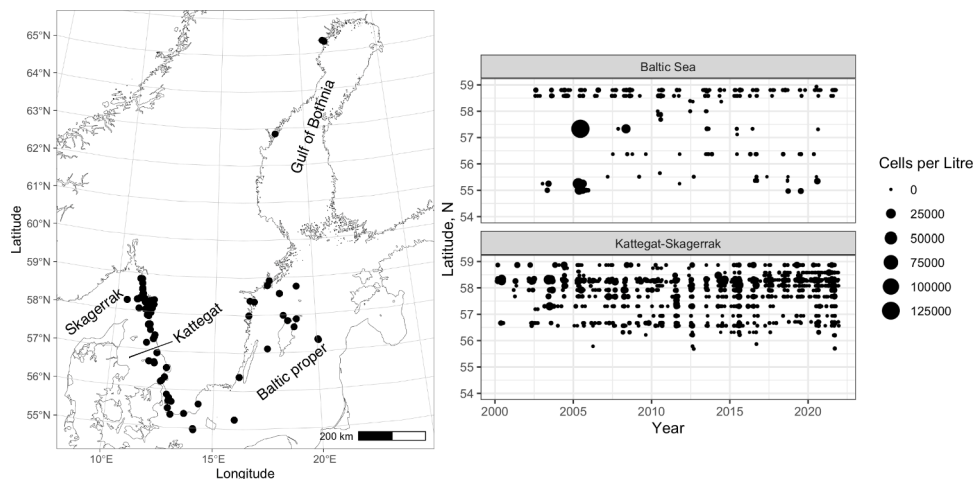 65°N
64°N
63°N
62°N
61°N
60°N
59°N
58°N
57°N
56°N
55°N
Latitude
Gulf of Bothnia
Skagerrak
Kattegat
Baltic proper
200 km
10°E
15°E
20°E
Longitude
Baltic Sea
59
58
57
56
55
54
Kattegat-Skagerrak
59
58
57
56
55
54
Latitude, N
2000
2005
2010
2015
2020
Year
Cells per Litre
0
25000
50000
75000
100000
125000